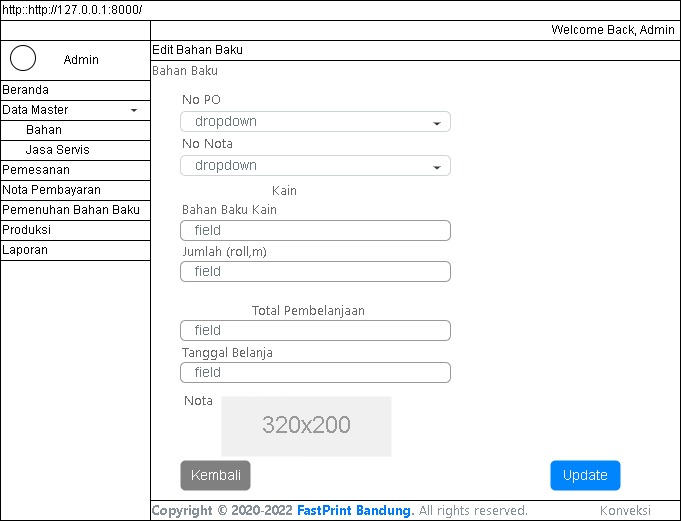 http::http://127.0.0.1:8000/
Welcome Back, Admin
Admin
Beranda
Data Master
Bahan
Jasa Servis
Pemesanan
Nota Pembayaran
Pemenuhan Bahan Baku
Produksi
Laporan
Edit Bahan Baku
Bahan Baku
No PO
dropdown
No Nota
dropdown
Kain
Bahan Baku Kain
field
Jumlah (roll,m)
field
Total Pembelanjaan
field
Tanggal Belanja
field
Nota
320x200
Kembali
Update
Copyright © 2020-2022 FastPrint Bandung. All rights reserved. Konveksi